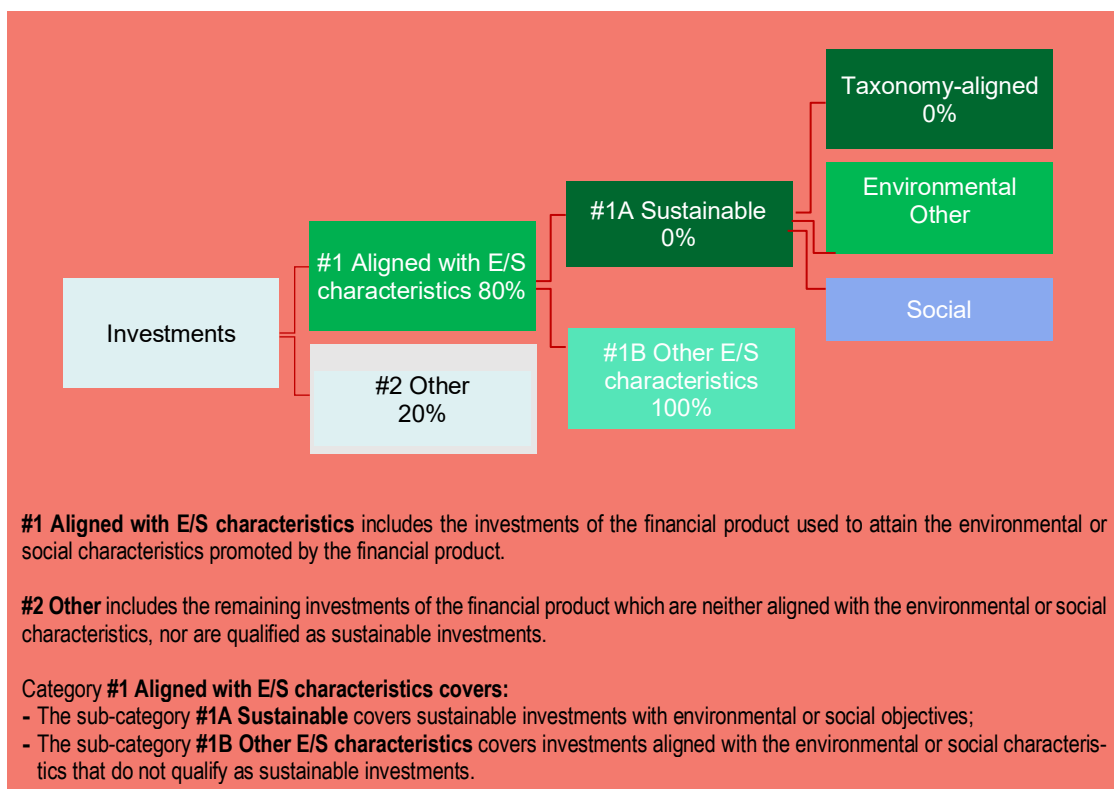 Taxonomy-aligned
0%
Environmental
Other
#1A Sustainable
0%
#1 Aligned with E/S
characteristics 80%
Social
Investments
#1B Other E/S
characteristics
100%
#2 Other
20%
#1 Aligned with E/S characteristics includes the investments of the financial product used to attain the environmental or
social characteristics promoted by the financial product.
#2 Other includes the remaining investments of the financial product which are neither aligned with the environmental or social
characteristics, nor are qualified as sustainable investments.
Category #1 Aligned with E/S characteristics covers:
- The sub-category #1A Sustainable covers sustainable investments with environmental or social objectives;
- The sub-category #1B Other E/S characteristics covers investments aligned with the environmental or social characteris-
tics that do not qualify as sustainable investments.